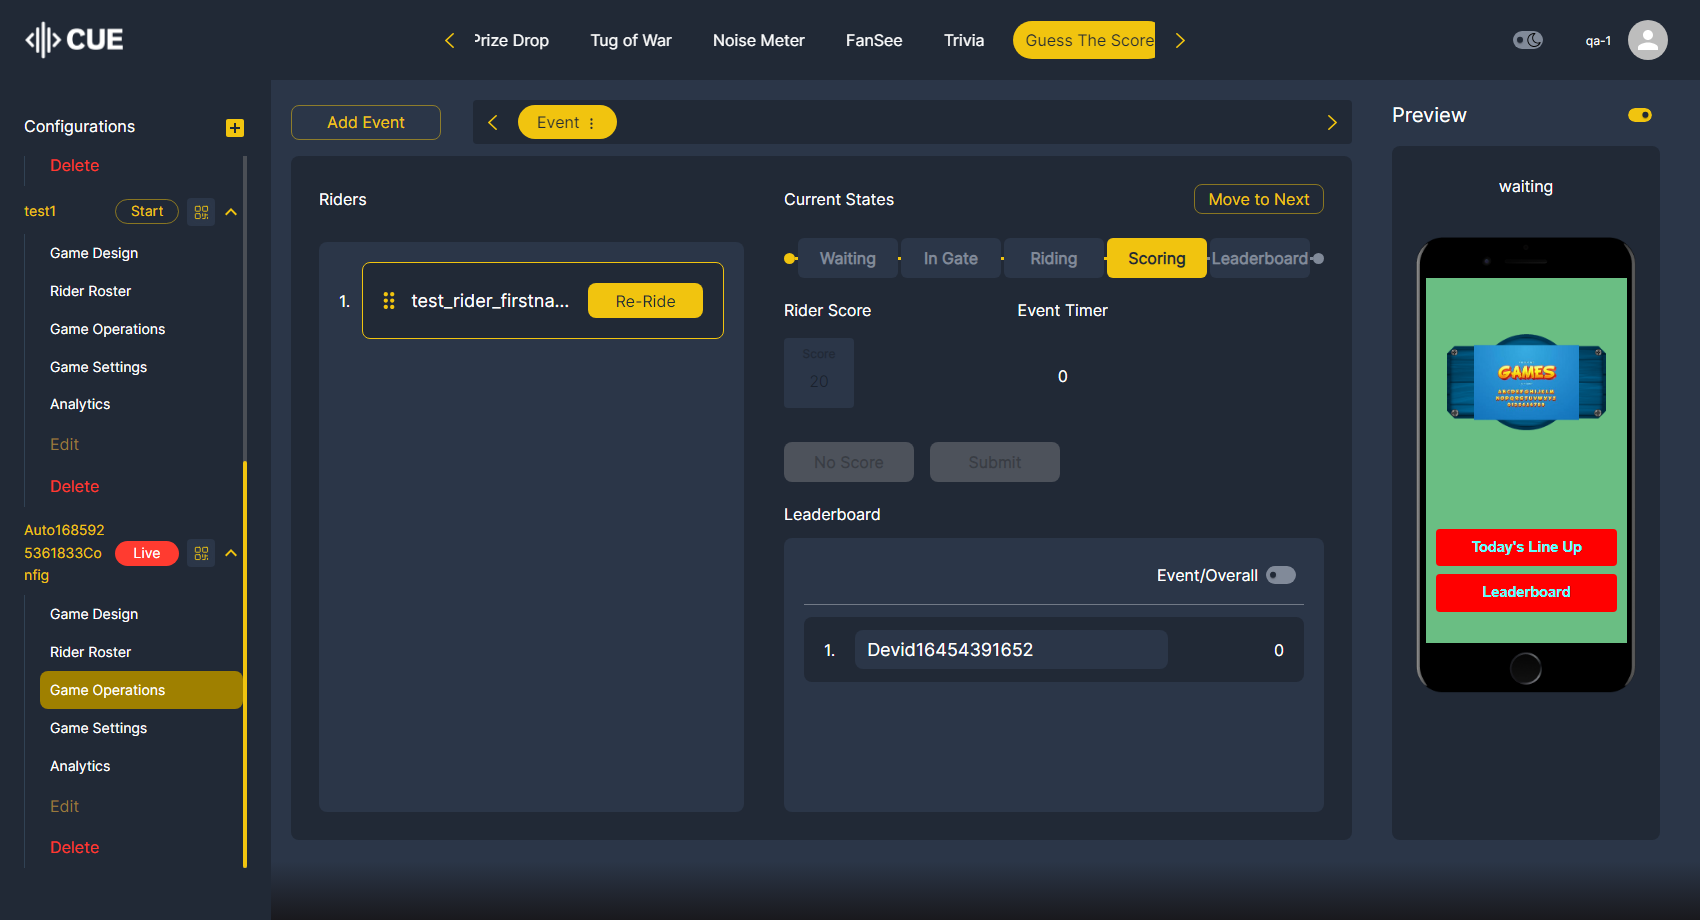 CUE
Prize Drop
Tug of War
Noise Meter
FanSee
Trivia
Guess The Score
qa-1
Configurations
Delete
test1
Start
Game Design
Rider Roster
Game Operations
Game Settings
Analytics
Edit
Delete
Auto168592
5361833Co
nfig
Live
Game Design
Rider Roster
Game Operations
Game Settings
Analytics
Edit
Delete
Add Event
Event
Riders
1.
test_rider_firstna...
Re-Ride
Current States
Move to Next
Waiting
In Gate
Riding
Scoring
Leaderboard
Rider Score
Event Timer
Score
20
0
No Score
Submit
Leaderboard
Event/Overall
1.
Devid16454391652
0
Preview
waiting
GAMES
Today's Line Up
Leaderboard